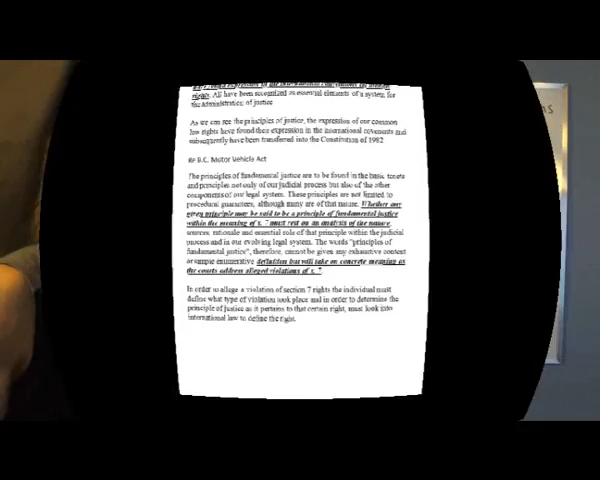 rights. All have been recognized as essential elements of a system for
the administration of justice
As we can see the principles of justice, the expression of our common
law rights have found their expression in the international covenants and
subsequently have been transferred into the Constitution of 1982
Re B.C. Motor Vehicle Act
The principles of fundamental justice are to be found in the basic tenets
and principles not only of our judicial process but also of the other
components of our legal system. These principles are not limited to
procedural guarantees, although many are of that nature. Whether any
given principle may be said to be a principle of fundamental justice
within the meaning of s. 7 must rest on an analysis of the nature,
sources, rationale and essential role of that principle within the judicial
process and in our evolving legal system. The words "principles of
fundamental justice", therefore, cannot be given any exhaustive content
or simple enumerative definition but will take on concrete meaning as
the courts address alleged violations of s. 7
In order to allege a violation of section 7 rights the individual must
define what type of violation took place and in order to determine the
principle of justice as it pertains to that certain right, must look into
international law to define the right.